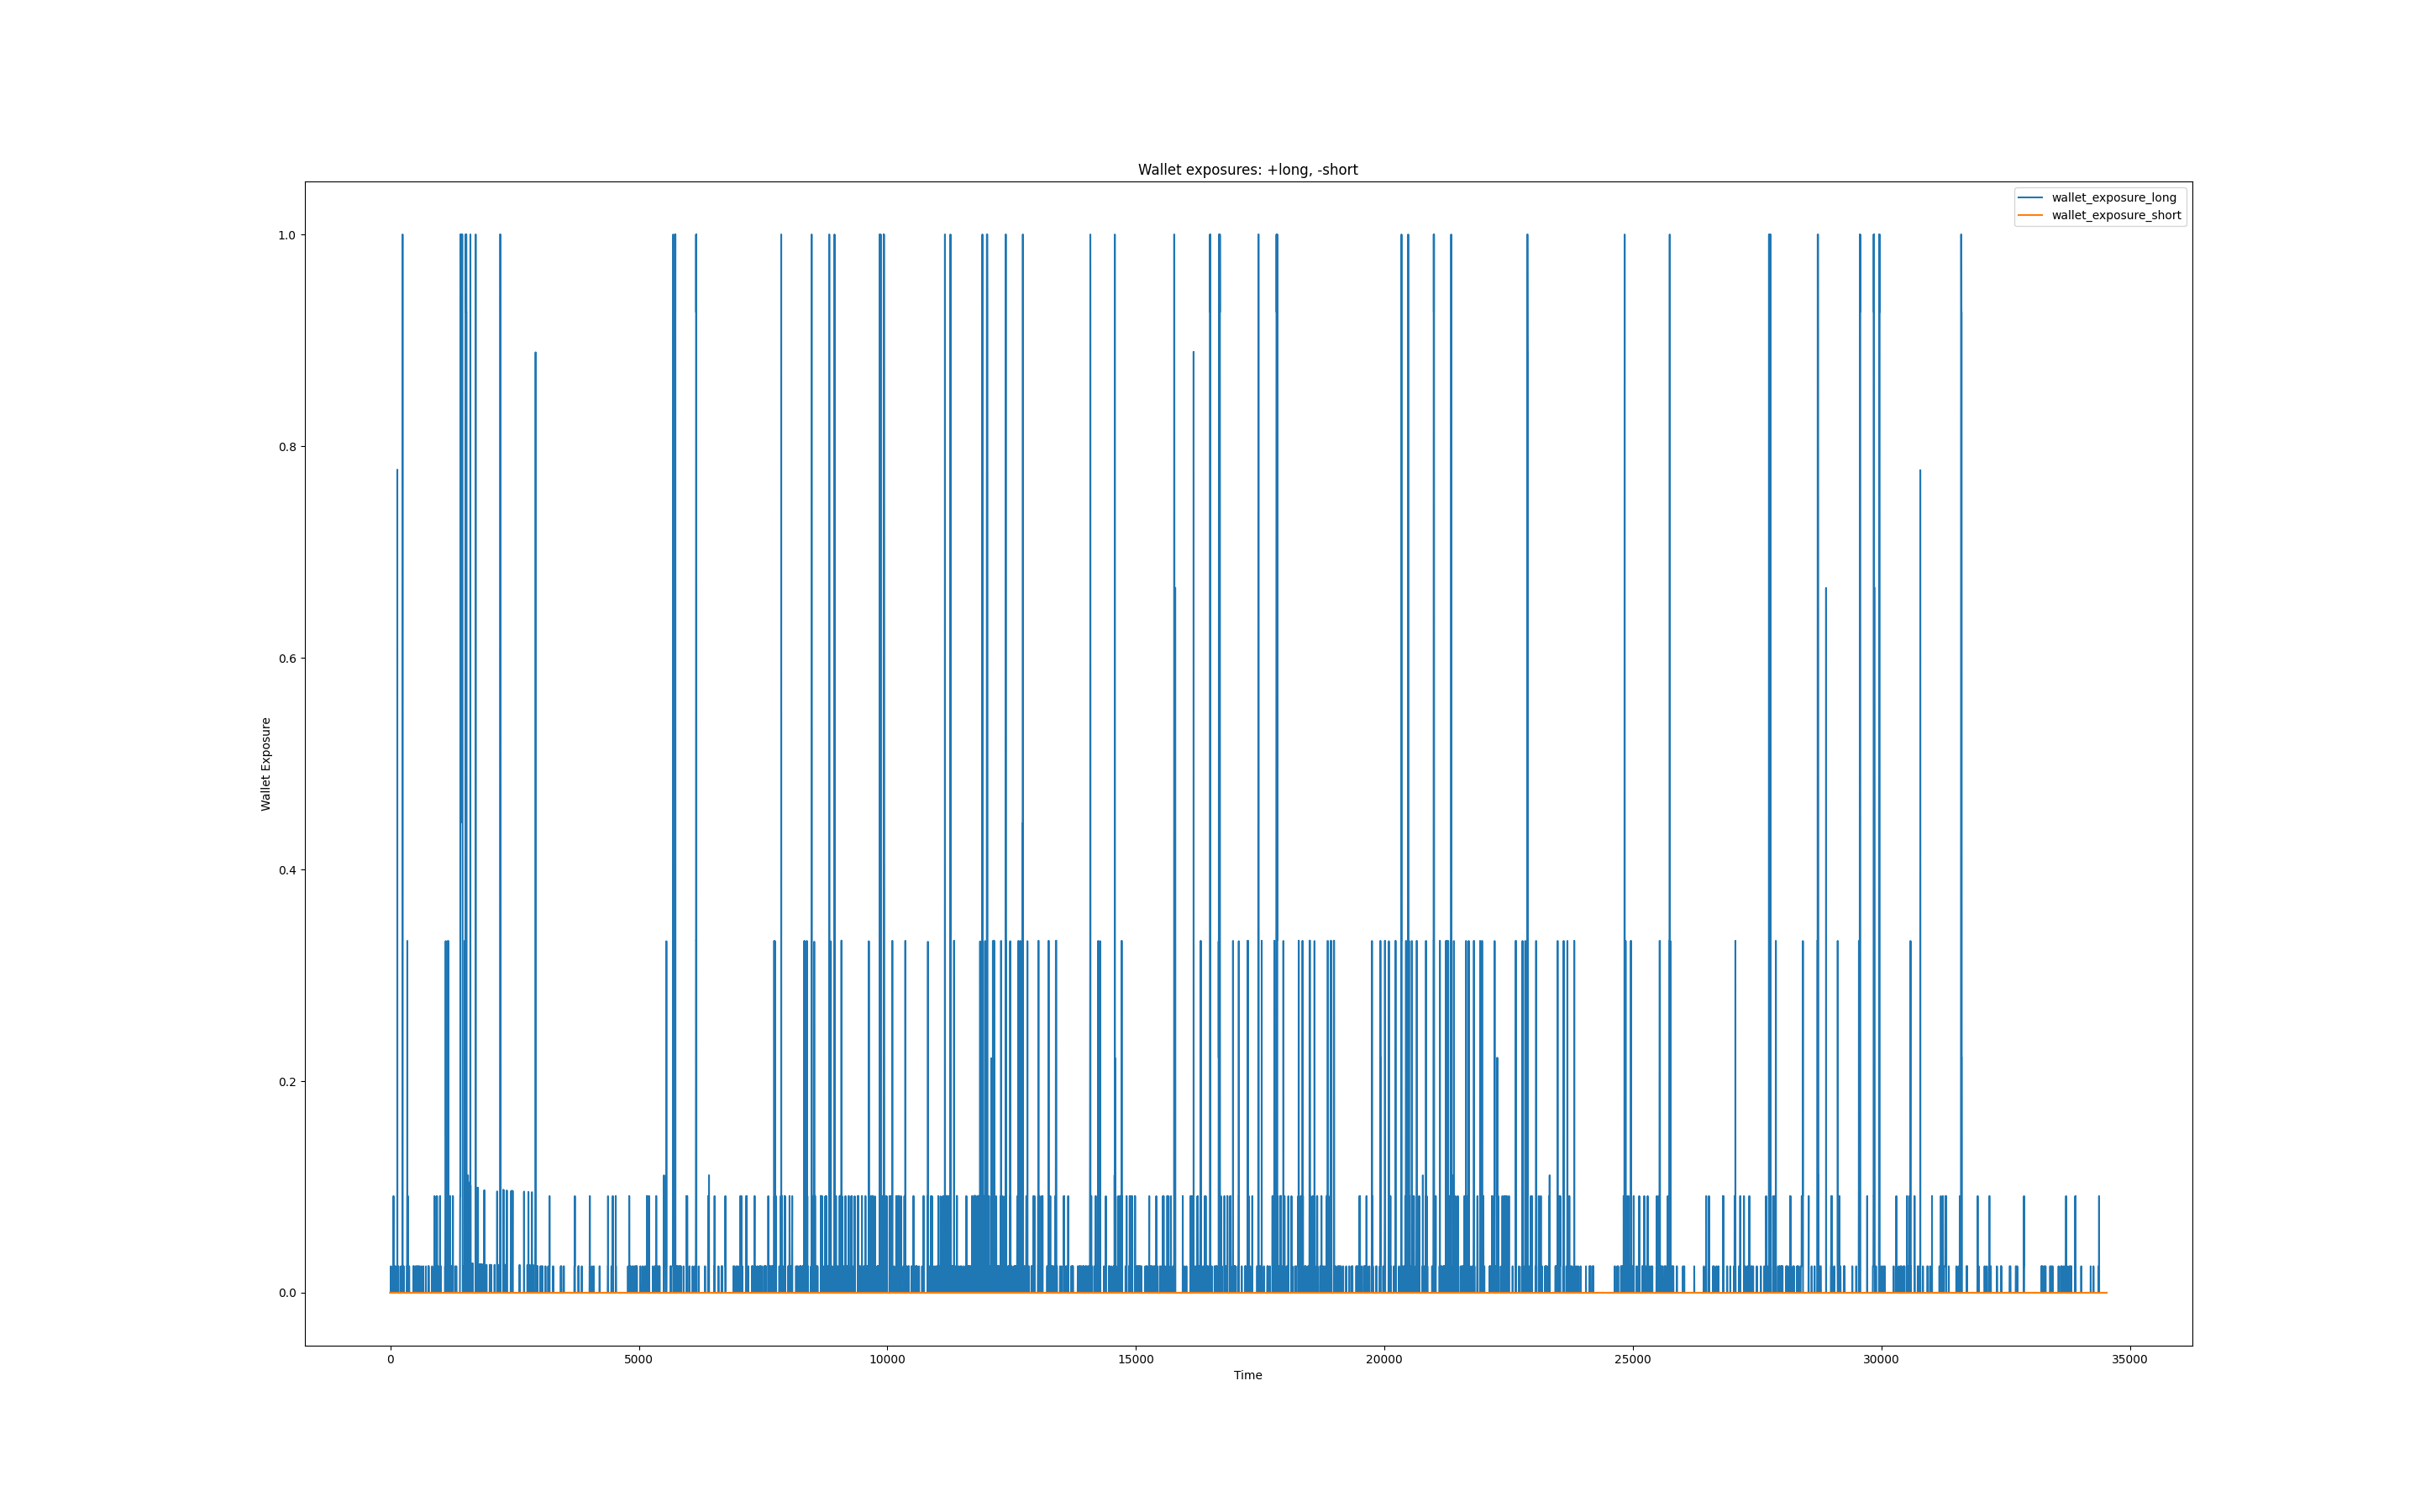 Wallet exposures: +long, -short
wallet_exposure_long
wallet_exposure_short
1.0
0.8
0.6
0.4
0.2
0.0
Wallet Exposure
0 5000 10000 15000 20000 25000 30000 35000
Time